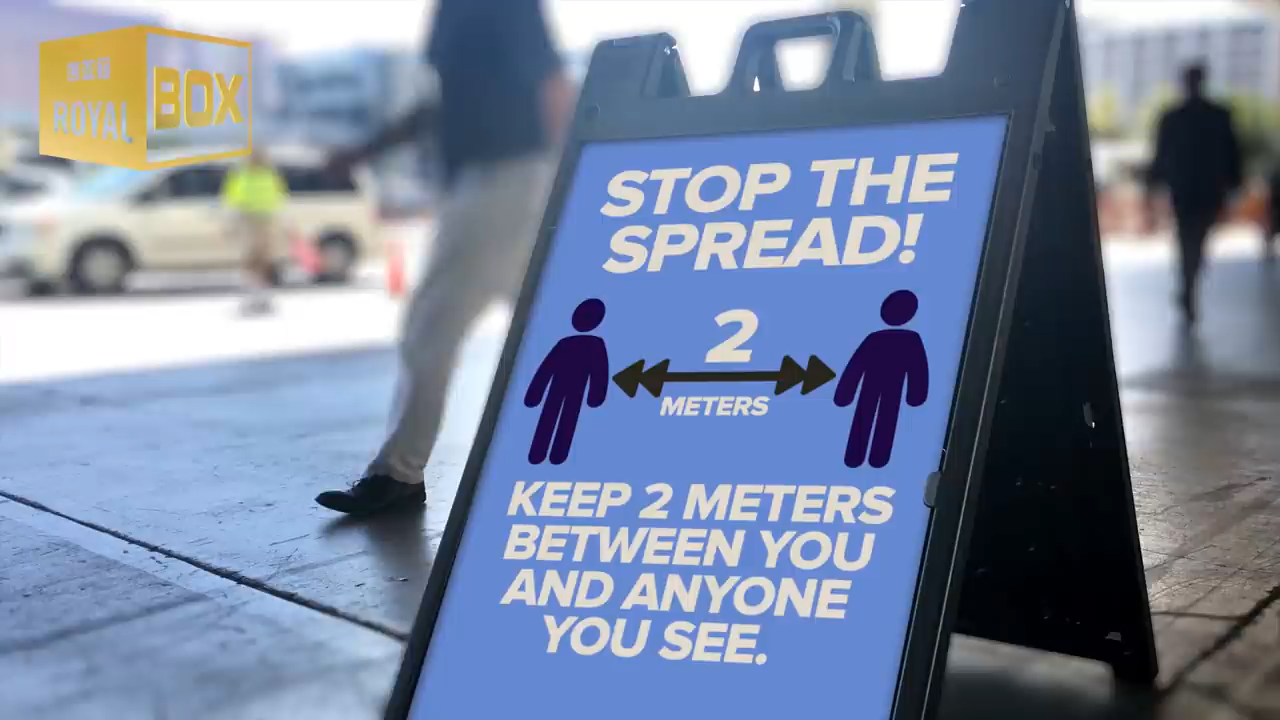 ROYAL
BOX
STOP THE
SPREAD!
2
METERS
KEEP 2 METERS
BETWEEN YOU
AND ANYONE
YOU SEE.